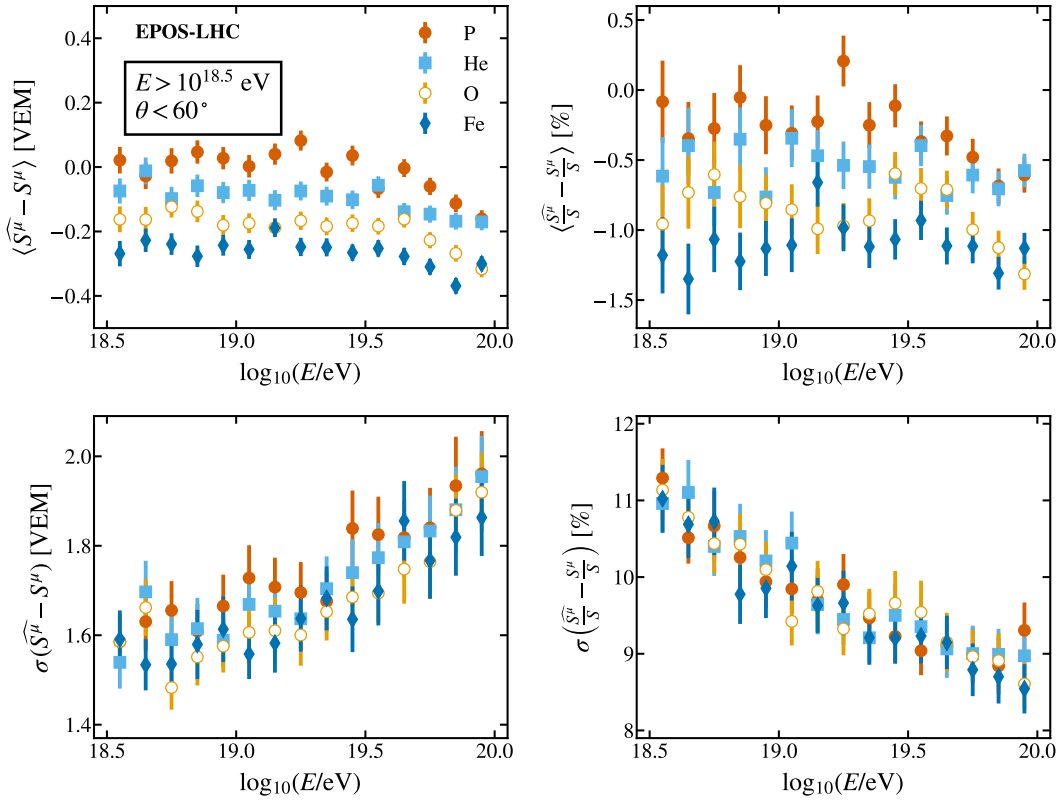 EPOS-LHC
E > 10^18.5 eV
θ < 60°
P
He
O
Fe
⟨\widehat{S^μ} − S^μ⟩ [VEM]
0.4
0.2
0.0
−0.2
−0.4
18.5 19.0 19.5 20.0
log₁₀(E/eV)
⟨\widehat{S^μ}/S − S^μ/S⟩ [%]
0.5
0.0
−0.5
−1.0
−1.5
18.5 19.0 19.5 20.0
log₁₀(E/eV)
σ(\widehat{S^μ} − S^μ) [VEM]
2.0
1.8
1.6
1.4
18.5 19.0 19.5 20.0
log₁₀(E/eV)
σ(\widehat{S^μ}/S − S^μ/S) [%]
12
11
10
9
8
18.5 19.0 19.5 20.0
log₁₀(E/eV)